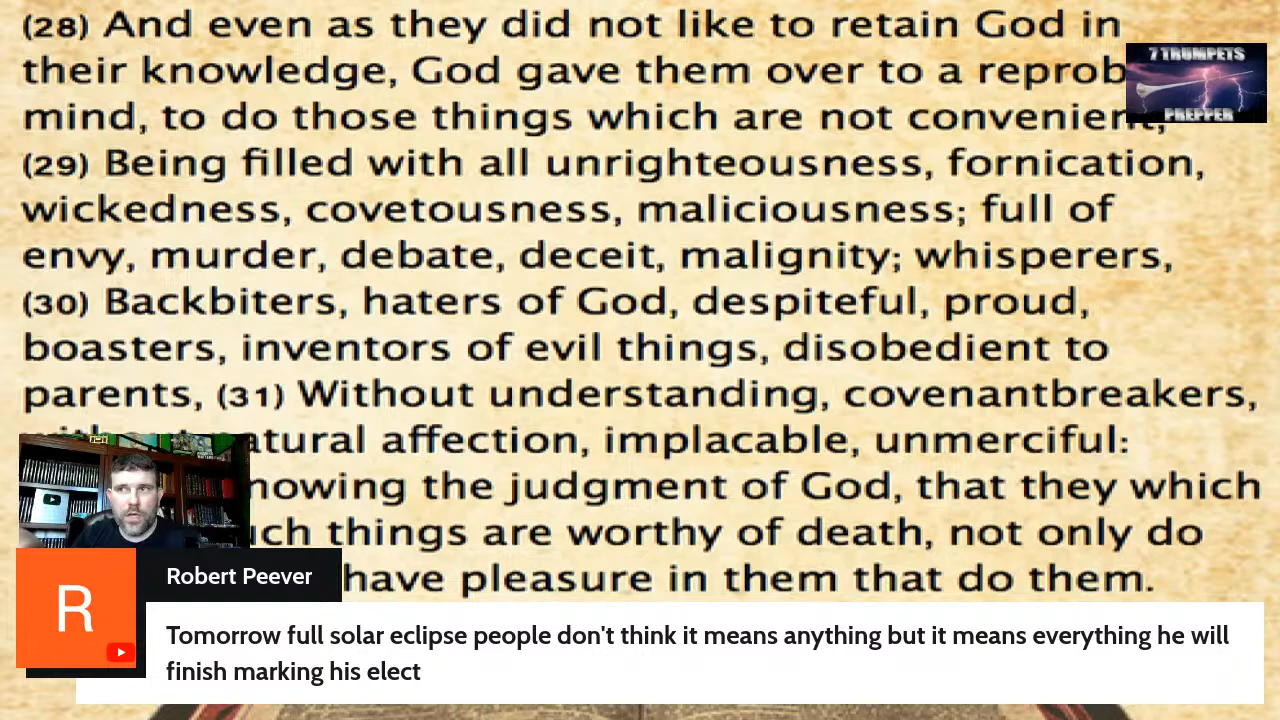 (28) And even as they did not like to retain God in
their knowledge, God gave them over to a reprob
mind, to do those things which are not convenient,
(29) Being filled with all unrighteousness, fornication,
wickedness, covetousness, maliciousness; full of
envy, murder, debate, deceit, malignity; whisperers,
(30) Backbiters, haters of God, despiteful, proud,
boasters, inventors of evil things, disobedient to
parents, (31) Without understanding, covenantbreakers,
atural affection, implacable, unmerciful:
nowing the judgment of God, that they which
uch things are worthy of death, not only do
have pleasure in them that do them.
7 TRUMPETS
PREPPER
R
Robert Peever
Tomorrow full solar eclipse people don't think it means anything but it means everything he will
finish marking his elect